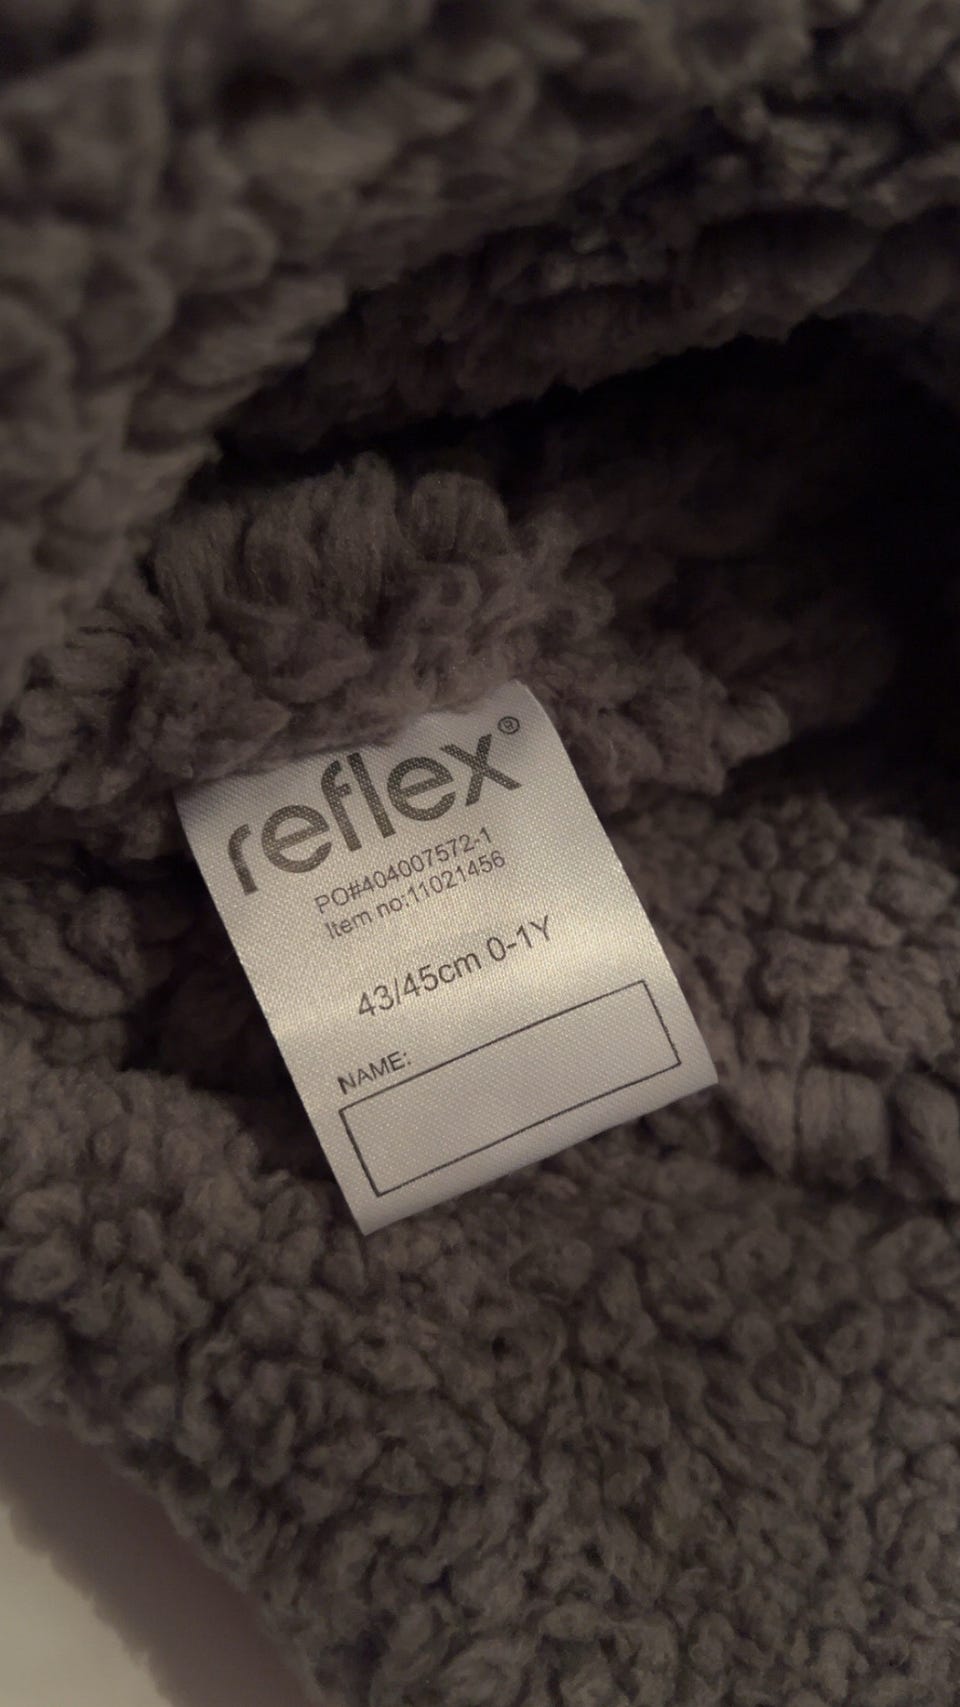 reflex®
PO#404007572-1
Item no:11021456
43/45cm 0-1Y
NAME: